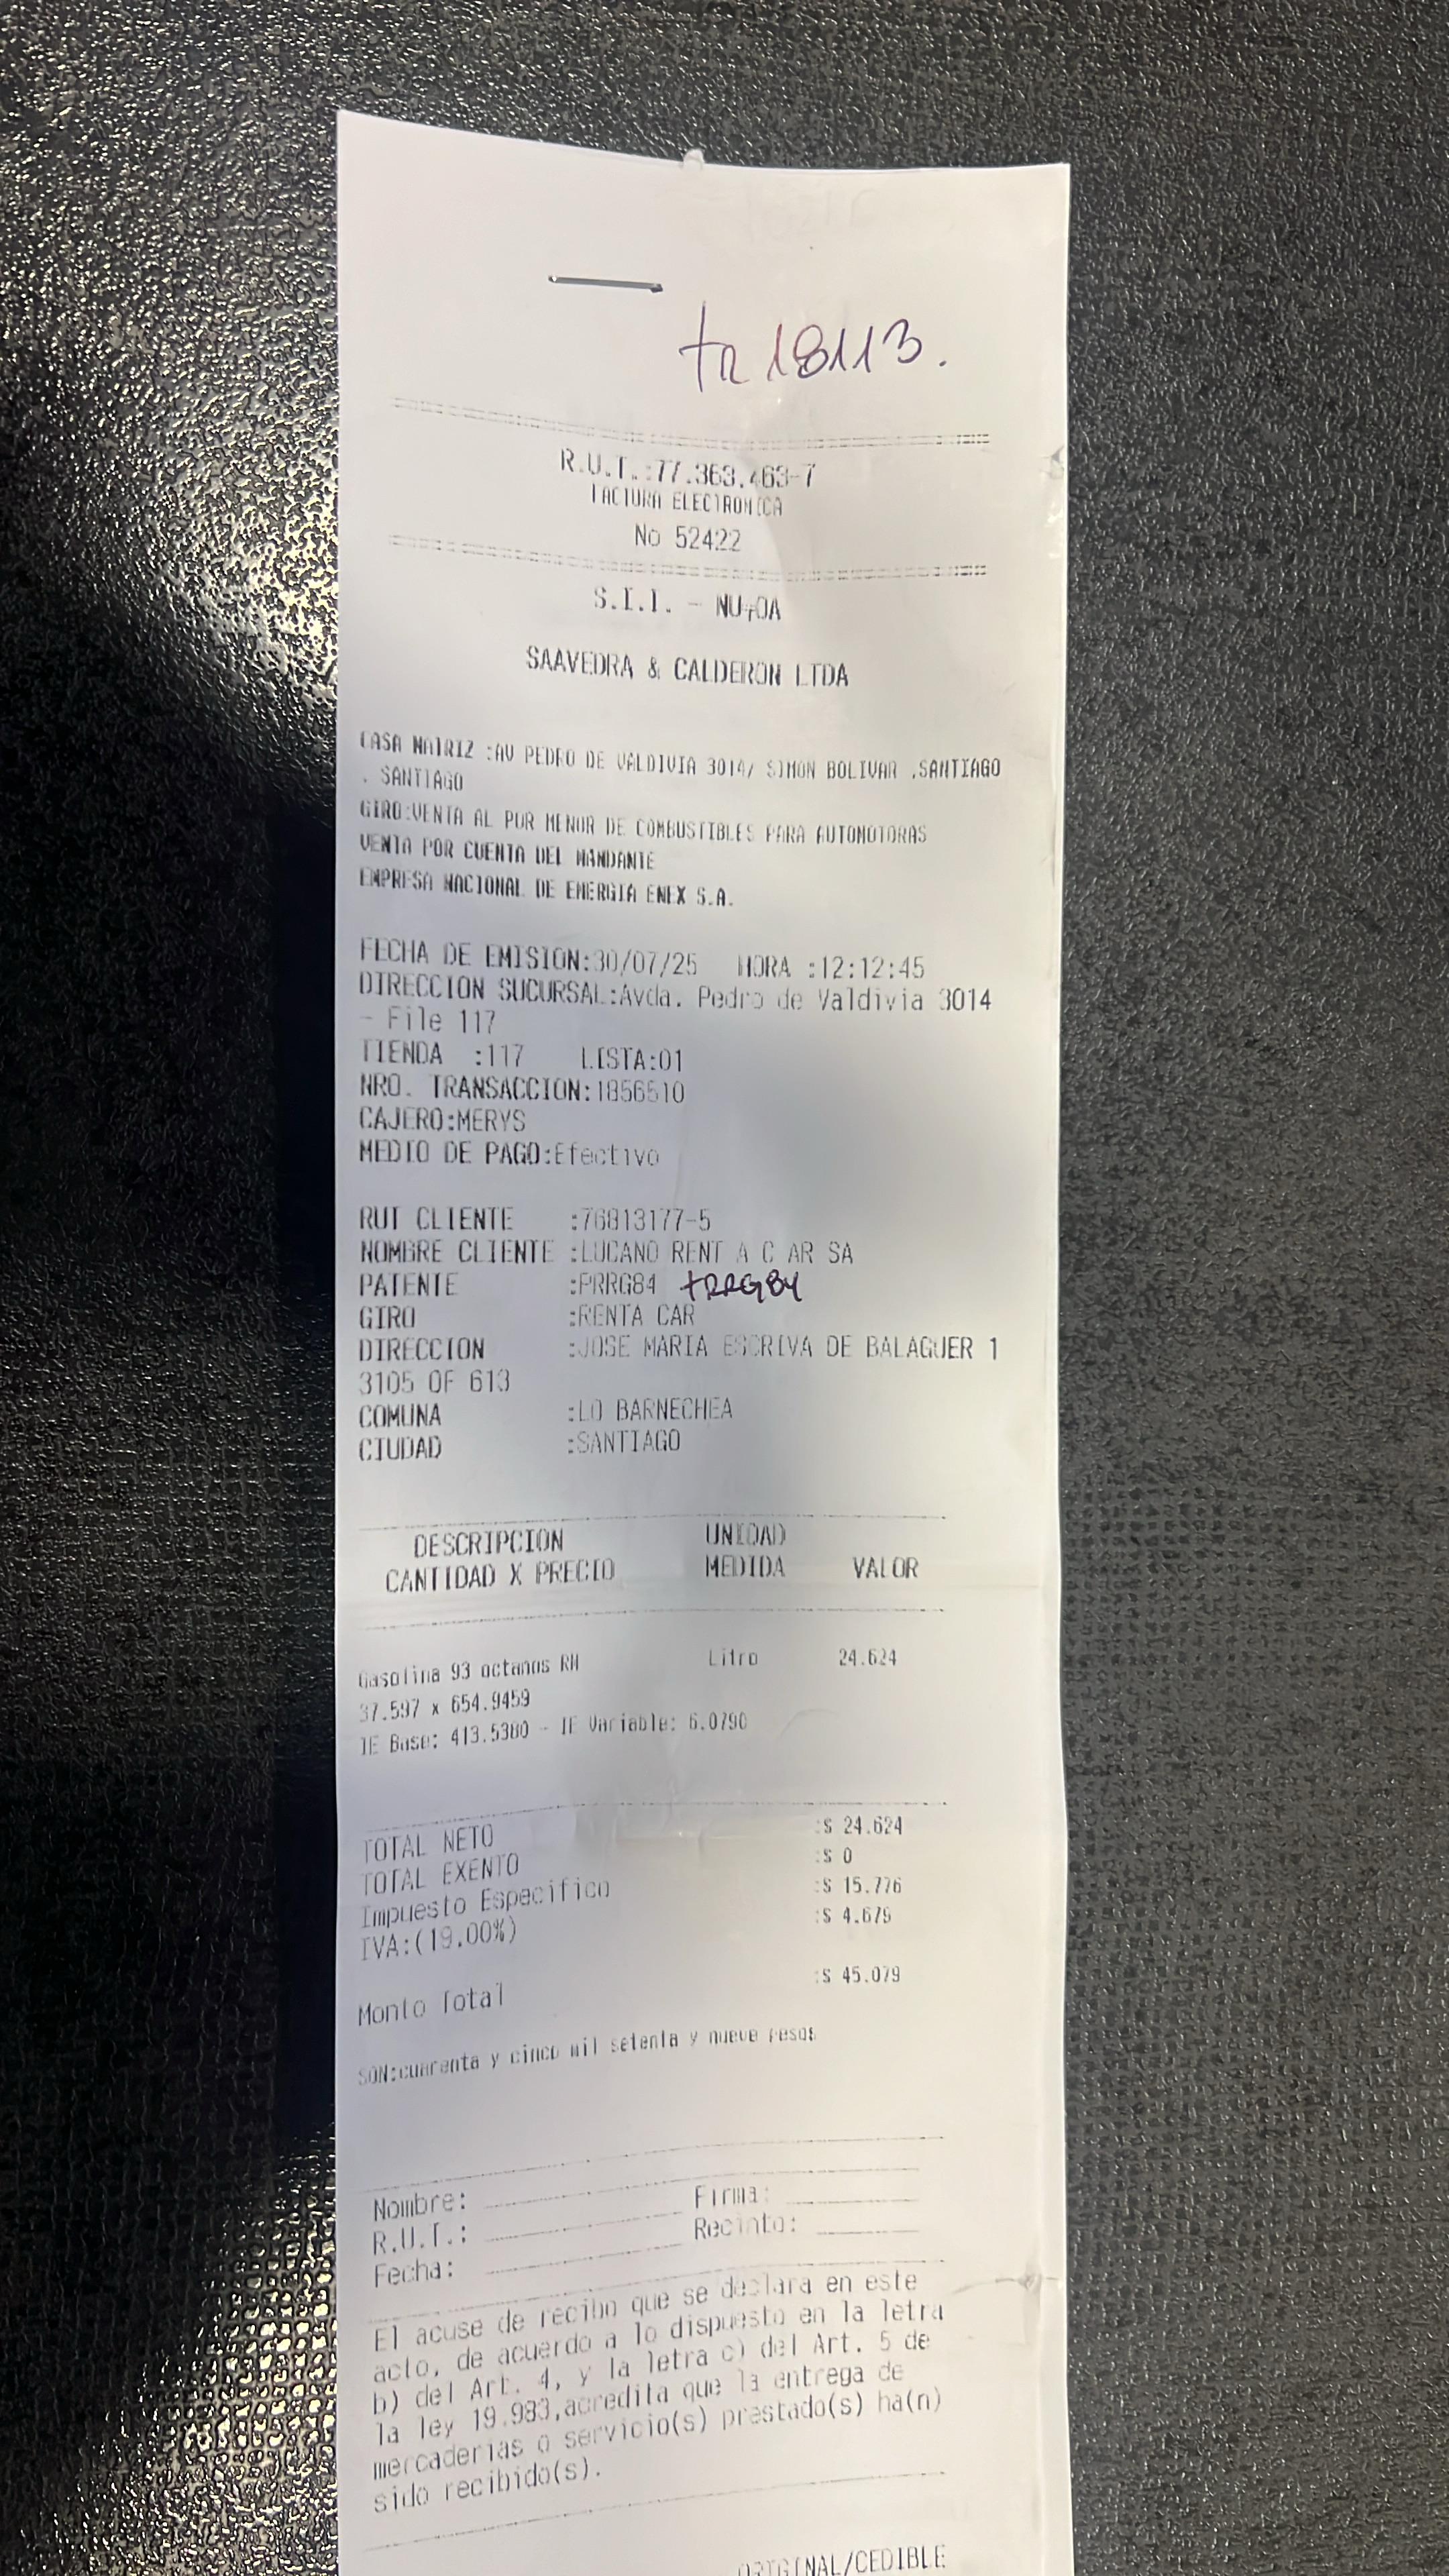 tr 18113.
R.U.T.:77.363.463-7
FACTURA ELECTRONICA
No 52422
S.I.I. - NU÷OA
SAAVEDRA & CALDERON LTDA
CASA MATRIZ :AV PEDRO DE VALDIVIA 3014/ SIMON BOLIVAR ,SANTIAGO
, SANTIAGO
GIRO:VENTA AL POR MENOR DE COMBUSTIBLES PARA AUTOMOTORAS
VENTA POR CUENTA DEL MANDANTE
EMPRESA NACIONAL DE ENERGIA ENEX S.A.
FECHA DE EMISION:30/07/25 HORA :12:12:45
DIRECCION SUCURSAL:Avda. Pedro de Valdivia 3014
- File 117
TIENDA :117 LISTA:01
NRO. TRANSACCION:1856510
CAJERO:MERYS
MEDIO DE PAGO:Efectivo
RUT CLIENTE :76813177-5
NOMBRE CLIENTE :LUCANO RENT A C AR SA
PATENTE :PRRG84 tRRG84
GIRO :RENTA CAR
DIRECCION :JOSE MARIA ESCRIVA DE BALAGUER 1
3105 OF 613
COMUNA :LO BARNECHEA
CIUDAD :SANTIAGO
DESCRIPCION UNIDAD
CANTIDAD X PRECIO MEDIDA VALOR
Gasolina 93 octanos RM Litro 24.624
37.597 x 654.9459
IE Base: 413.5380 - IE Variable: 6.0790
TOTAL NETO :$ 24.624
TOTAL EXENTO :$ 0
Impuesto Especifico :$ 15.776
IVA:(19.00%) :$ 4.679
Monto Total :$ 45.079
SON:cuarenta y cinco mil setenta y nueve pesos
Nombre: Firma:
R.U.T.: Recinto:
Fecha:
El acuse de recibo que se declara en este
acto, de acuerdo a lo dispuesto en la letra
b) del Art. 4, y la letra c) del Art. 5 de
la ley 19.983,acredita que la entrega de
mercaderias o servicio(s) prestado(s) ha(n)
sido recibido(s).
ORIGINAL/CEDIBLE